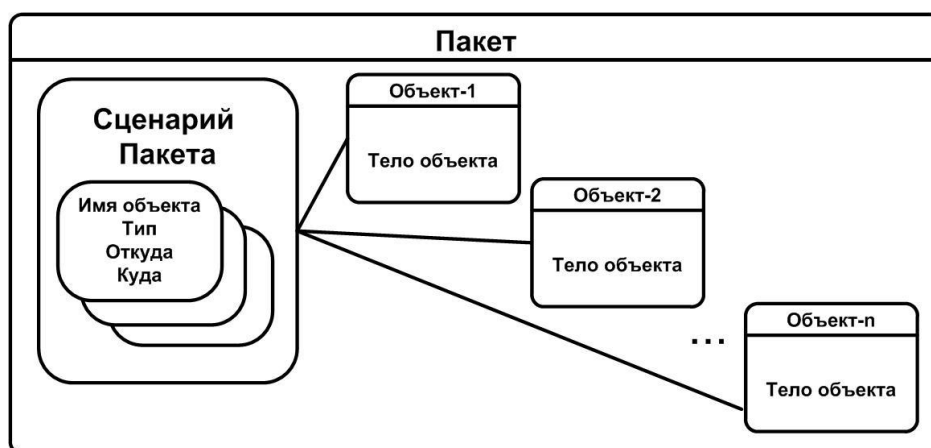 Пакет
Сценарий
Пакета
Имя объекта
Тип
Откуда
Куда
Объект-1
Тело объекта
Объект-2
Тело объекта
...
Объект-n
Тело объекта